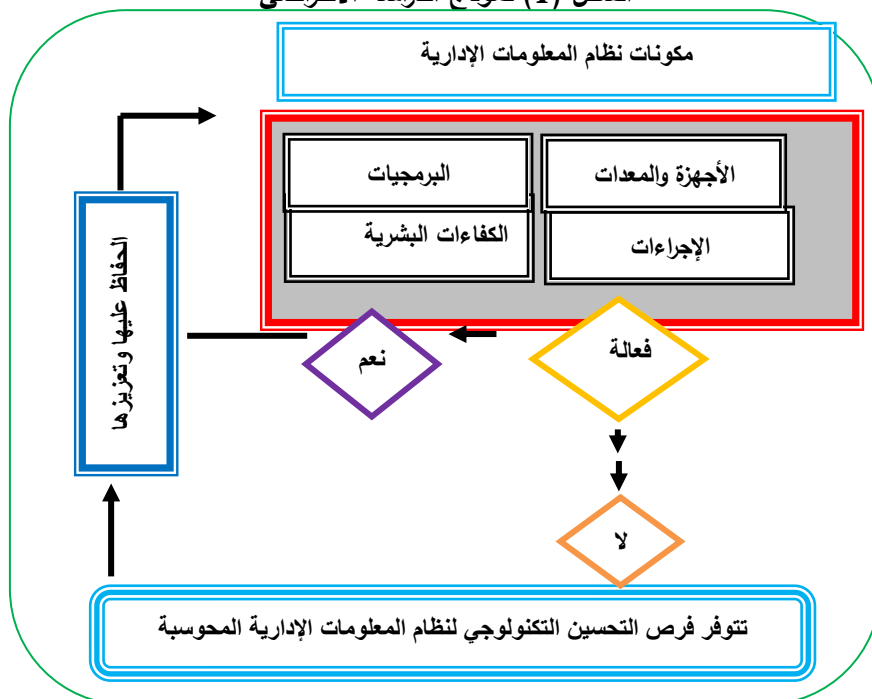 مكونات نظام المعلومات الإدارية
الأجهزة والمعدات
البرمجيات
الإجراءات
الكفاءات البشرية
فعالة
نعم
الحفاظ عليها وتعزيزها
لا
تتوفر فرص التحسين التكنولوجي لنظام المعلومات الإدارية المحوسبة